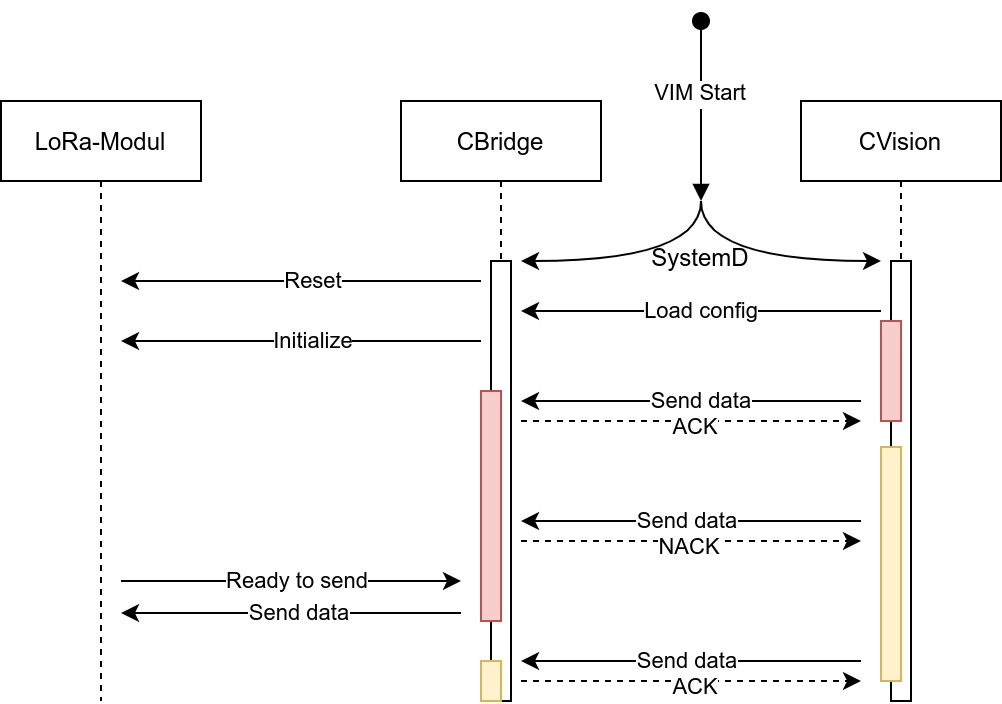 VIM Start
LoRa-Modul
CBridge
CVision
SystemD
Reset
Load config
Initialize
Send data
ACK
Send data
NACK
Ready to send
Send data
Send data
ACK